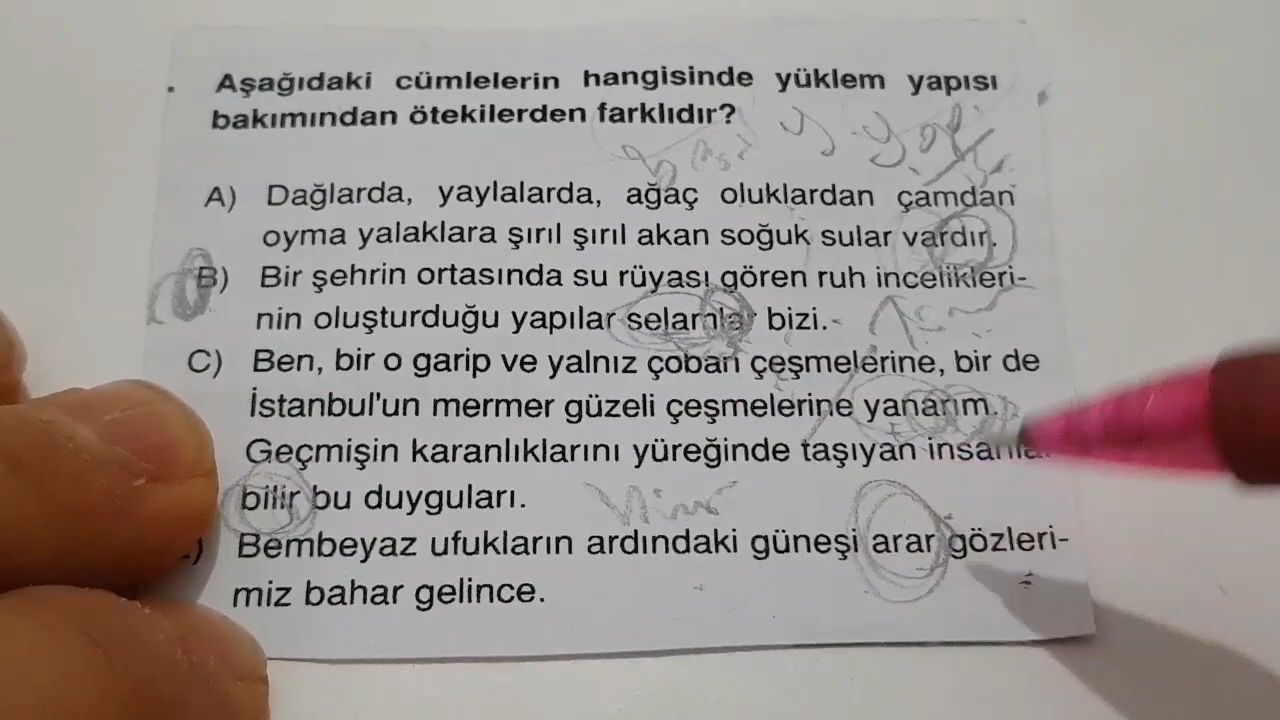 Aşağıdaki cümlelerin hangisinde yüklem yapısı
bakımından ötekilerden farklıdır?
A) Dağlarda, yaylalarda, ağaç oluklardan çamdan
oyma yalaklara şırıl şırıl akan soğuk sular vardır.
B) Bir şehrin ortasında su rüyası gören ruh incelikleri-
nin oluşturduğu yapılar selamlar bizi.
C) Ben, bir o garip ve yalnız çoban çeşmelerine, bir de
İstanbul'un mermer güzeli çeşmelerine yanarım.
Geçmişin karanlıklarını yüreğinde taşıyan
bilir bu duyguları.
Bembeyaz ufukların ardındaki güneşi arar gözleri-
miz bahar gelince.